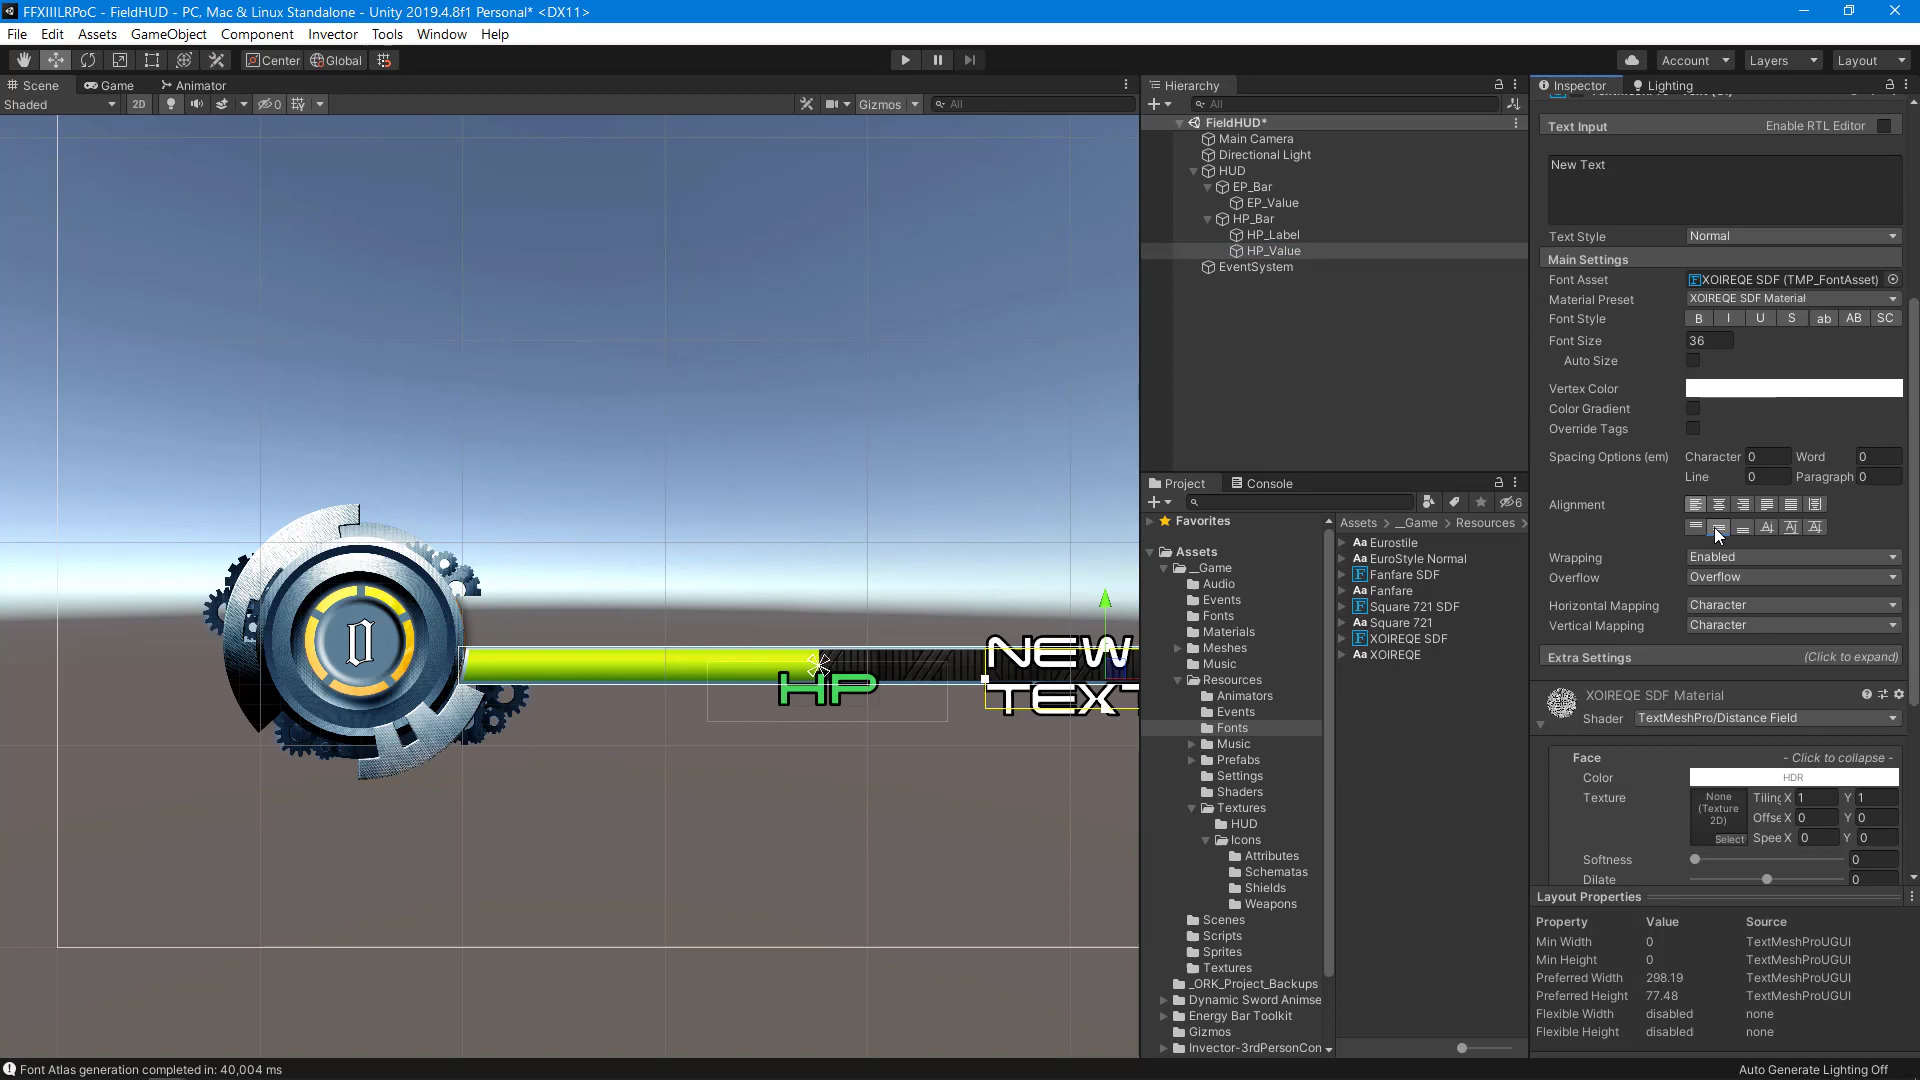 FFXIIILRPoC - FieldHUD - PC, Mac & Linux Standalone - Unity 2019.4.8f1 Personal* <DX11>
File Edit Assets GameObject Component Invector Tools Window Help
Center Global Account Layers Layout
Scene Game Animator
Shaded 2D 0 Gizmos All
HP
NEW
TEXT
Hierarchy
All
FieldHUD*
Main Camera
Directional Light
HUD
EP_Bar
EP_Value
HP_Bar
HP_Label
HP_Value
EventSystem
Project Console
6
Favorites
Assets
__Game
Audio
Events
Fonts
Materials
Meshes
Music
Resources
Animators
Events
Fonts
Music
Prefabs
Settings
Shaders
Textures
HUD
Icons
Attributes
Schematas
Shields
Weapons
Scenes
Scripts
Sprites
Textures
_ORK_Project_Backups
Dynamic Sword Animse
Energy Bar Toolkit
Gizmos
Invector-3rdPersonCon
Assets > __Game > Resources >
Aa Eurostile
Aa EuroStyle Normal
F Fanfare SDF
Aa Fanfare
F Square 721 SDF
Aa Square 721
F XOIREQE SDF
Aa XOIREQE
Inspector Lighting
Text Input Enable RTL Editor
New Text
Text Style Normal
Main Settings
Font Asset XOIREQE SDF (TMP_FontAsset)
Material Preset XOIREQE SDF Material
Font Style B I U S ab AB SC
Font Size 36
Auto Size
Vertex Color
Color Gradient
Override Tags
Spacing Options (em) Character 0 Word 0
Line 0 Paragraph 0
Alignment
Wrapping Enabled
Overflow Overflow
Horizontal Mapping Character
Vertical Mapping Character
Extra Settings (Click to expand)
XOIREQE SDF Material
Shader TextMeshPro/Distance Field
Face - Click to collapse -
Color HDR
Texture None (Texture 2D) Select Tiling X 1 Y 1
Offse X 0 Y 0
Spee X 0 Y 0
Softness 0
Dilate 0
Layout Properties
Property Value Source
Min Width 0 TextMeshProUGUI
Min Height 0 TextMeshProUGUI
Preferred Width 298.19 TextMeshProUGUI
Preferred Height 77.48 TextMeshProUGUI
Flexible Width disabled none
Flexible Height disabled none
Font Atlas generation completed in: 40,004 ms
Auto Generate Lighting Off